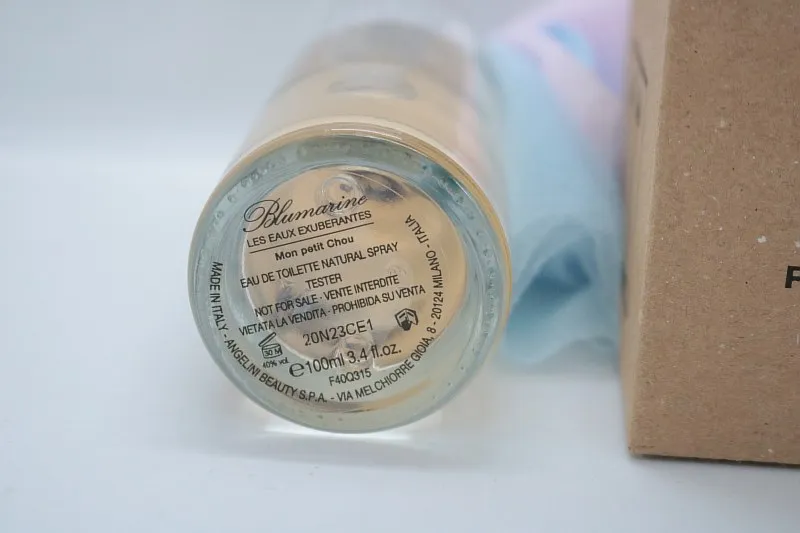 Blumarine
LES EAUX EXUBERANTES
Mon petit Chou
EAU DE TOILETTE NATURAL SPRAY
TESTER
NOT FOR SALE - VENTE INTERDITE
VIETATA LA VENDITA - PROHIBIDA SU VENTA
20N23CE1
30 M
40% vol.
℮100ml 3.4 fl.oz.
F40Q315
MADE IN ITALY - ANGELINI BEAUTY S.P.A. - VIA MELCHIORRE GIOIA, 8 - 20124 MILANO - ITALIA